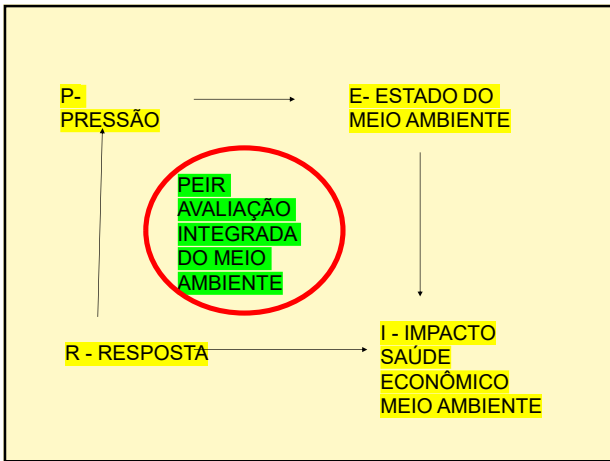 P-
PRESSÃO
E- ESTADO DO
MEIO AMBIENTE
PEIR
AVALIAÇÃO
INTEGRADA
DO MEIO
AMBIENTE
R - RESPOSTA
I - IMPACTO
SAÚDE
ECONÔMICO
MEIO AMBIENTE